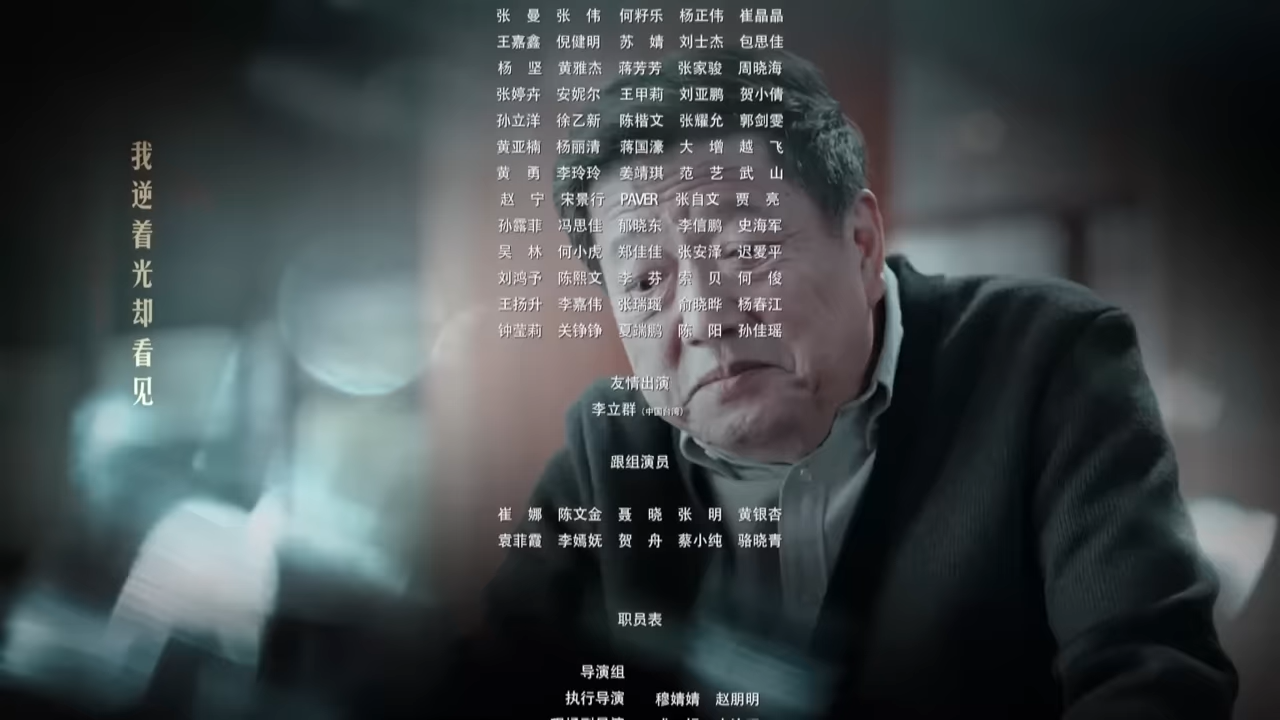 我逆着光却看见
张曼 张伟 何籽乐 杨正伟 崔晶晶
王嘉鑫 倪健明 苏婧 刘士杰 包思佳
杨坚 黄雅杰 蒋芳芳 张家骏 周晓海
张婷卉 安妮尔 王甲莉 刘亚鹏 贺小倩
孙立洋 徐乙新 陈楷文 张耀允 郭剑雯
黄亚楠 杨丽清 蒋国濠 大增 越飞
黄勇 李玲玲 姜靖琪 范艺 武山
赵宁 宋景行 PAVER 张自文 贾亮
孙露菲 冯思佳 郁晓东 李信鹏 史海军
吴林 何小虎 郑佳佳 张安泽 迟爱平
刘鸿予 陈熙文 李芬 索贝 何俊
王扬升 李嘉伟 张瑞瑶 俞晓晔 杨春江
钟莹莉 关铮铮 夏端鹏 陈阳 孙佳瑶
友情出演
李立群（中国台湾）
跟组演员
崔娜 陈文金 聂晓 张明 黄银杏
袁菲霞 李嫣妩 贺舟 蔡小纯 骆晓青
职员表
导演组
执行导演 穆婧婧 赵朋明